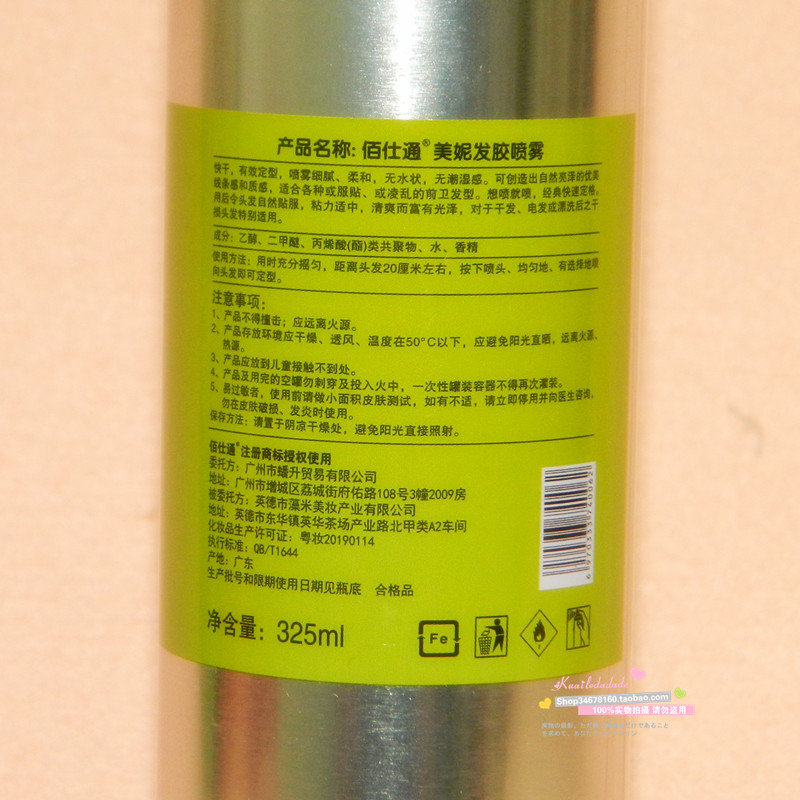 产品名称: 佰仕通®美妮发胶喷雾
快干，有效定型，喷雾细腻、柔和，无水状，无潮湿感。可创造出自然亮泽的优美
线条感和质感，适合各种或服贴、或凌乱的前卫发型。想喷就喷，经典快速定格。
用后令头发自然贴服，粘力适中，清爽而富有光泽，对于干发、电发或漂洗后之干
擦头发特别适用。
成分：乙醇、二甲醚、丙烯酸(酯)类共聚物、水、香精
使用方法：用时充分摇匀，距离头发20厘米左右，按下喷头、均匀地、有选择地喷
向头发即可定型。
注意事项：
1、产品不得撞击；应远离火源。
2、产品存放环境应干燥、透风、温度在50°C以下，应避免阳光直晒，远离火源、
热源。
3、产品应放到儿童接触不到处。
4、产品及用完的空罐勿刺穿及投入火中，一次性罐装容器不得再次灌装。
5、易过敏者，使用前请做小面积皮肤测试，如有不适，请立即停用并向医生咨询，
勿在皮肤破损、发炎时使用。
保存方法：请置于阴凉干燥处，避免阳光直接照射。
佰仕通®注册商标授权使用
委托方：广州市蟠升贸易有限公司
地址：广州市增城区荔城街府佑路108号3幢2009房
被委托方：英德市藻米美妆产业有限公司
地址：英德市东华镇英华茶场产业路北甲类A2车间
化妆品生产许可证：粤妆20190114
执行标准：QB/T1644
产地：广东
生产批号和限期使用日期见瓶底 合格品
净含量：325ml
Fe
Kuailedadode
Shop34678160.taobao.com
100%实物拍摄 请勿盗用